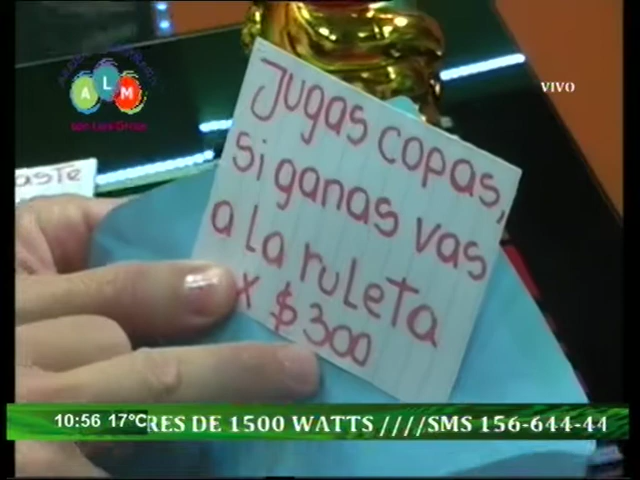 ALM
VIVO
aste
Jugas copas,
si ganas vas
a la ruleta
x $300
10:56 17°C
RES DE 1500 WATTS ////SMS 156-644-44